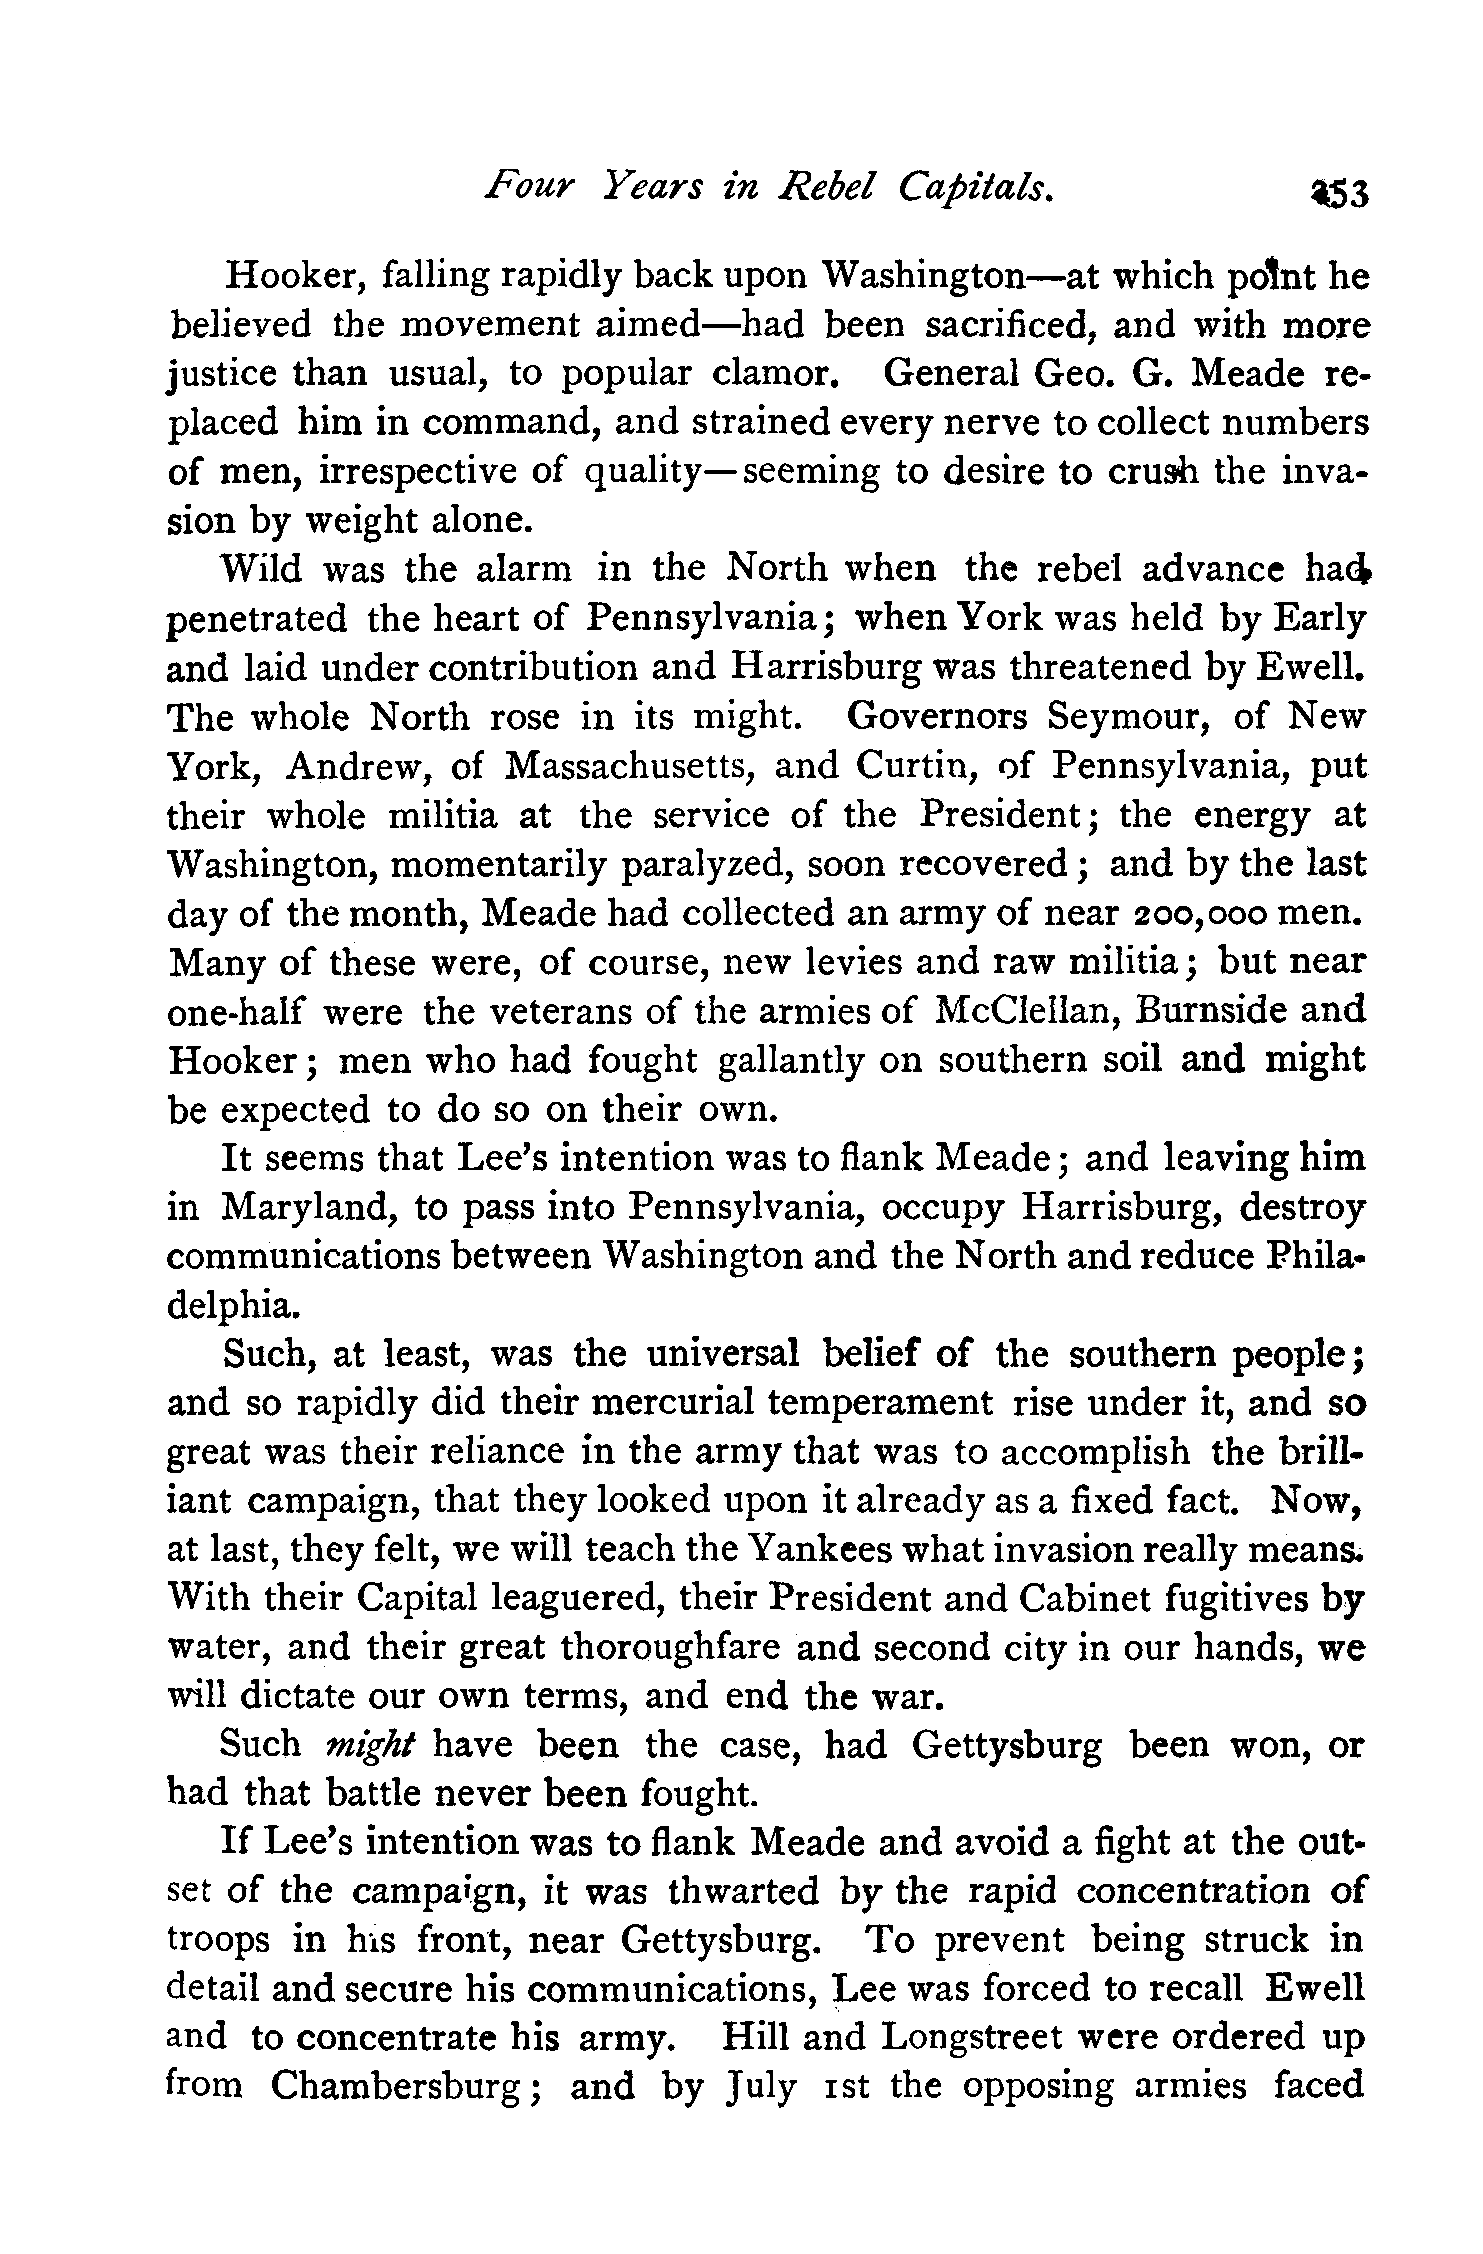 Four Years in Rebel Capitals. 253
Hooker, falling rapidly back upon Washington—at which point he
believed the movement aimed—had been sacrificed, and with more
justice than usual, to popular clamor. General Geo. G. Meade re-
placed him in command, and strained every nerve to collect numbers
of men, irrespective of quality—seeming to desire to crush the inva-
sion by weight alone.
Wild was the alarm in the North when the rebel advance had
penetrated the heart of Pennsylvania; when York was held by Early
and laid under contribution and Harrisburg was threatened by Ewell.
The whole North rose in its might. Governors Seymour, of New
York, Andrew, of Massachusetts, and Curtin, of Pennsylvania, put
their whole militia at the service of the President; the energy at
Washington, momentarily paralyzed, soon recovered; and by the last
day of the month, Meade had collected an army of near 200,000 men.
Many of these were, of course, new levies and raw militia; but near
one-half were the veterans of the armies of McClellan, Burnside and
Hooker; men who had fought gallantly on southern soil and might
be expected to do so on their own.
It seems that Lee's intention was to flank Meade; and leaving him
in Maryland, to pass into Pennsylvania, occupy Harrisburg, destroy
communications between Washington and the North and reduce Phila-
delphia.
Such, at least, was the universal belief of the southern people;
and so rapidly did their mercurial temperament rise under it, and so
great was their reliance in the army that was to accomplish the brill-
iant campaign, that they looked upon it already as a fixed fact. Now,
at last, they felt, we will teach the Yankees what invasion really means.
With their Capital leaguered, their President and Cabinet fugitives by
water, and their great thoroughfare and second city in our hands, we
will dictate our own terms, and end the war.
Such might have been the case, had Gettysburg been won, or
had that battle never been fought.
If Lee's intention was to flank Meade and avoid a fight at the out-
set of the campaign, it was thwarted by the rapid concentration of
troops in his front, near Gettysburg. To prevent being struck in
detail and secure his communications, Lee was forced to recall Ewell
and to concentrate his army. Hill and Longstreet were ordered up
from Chambersburg; and by July 1st the opposing armies faced